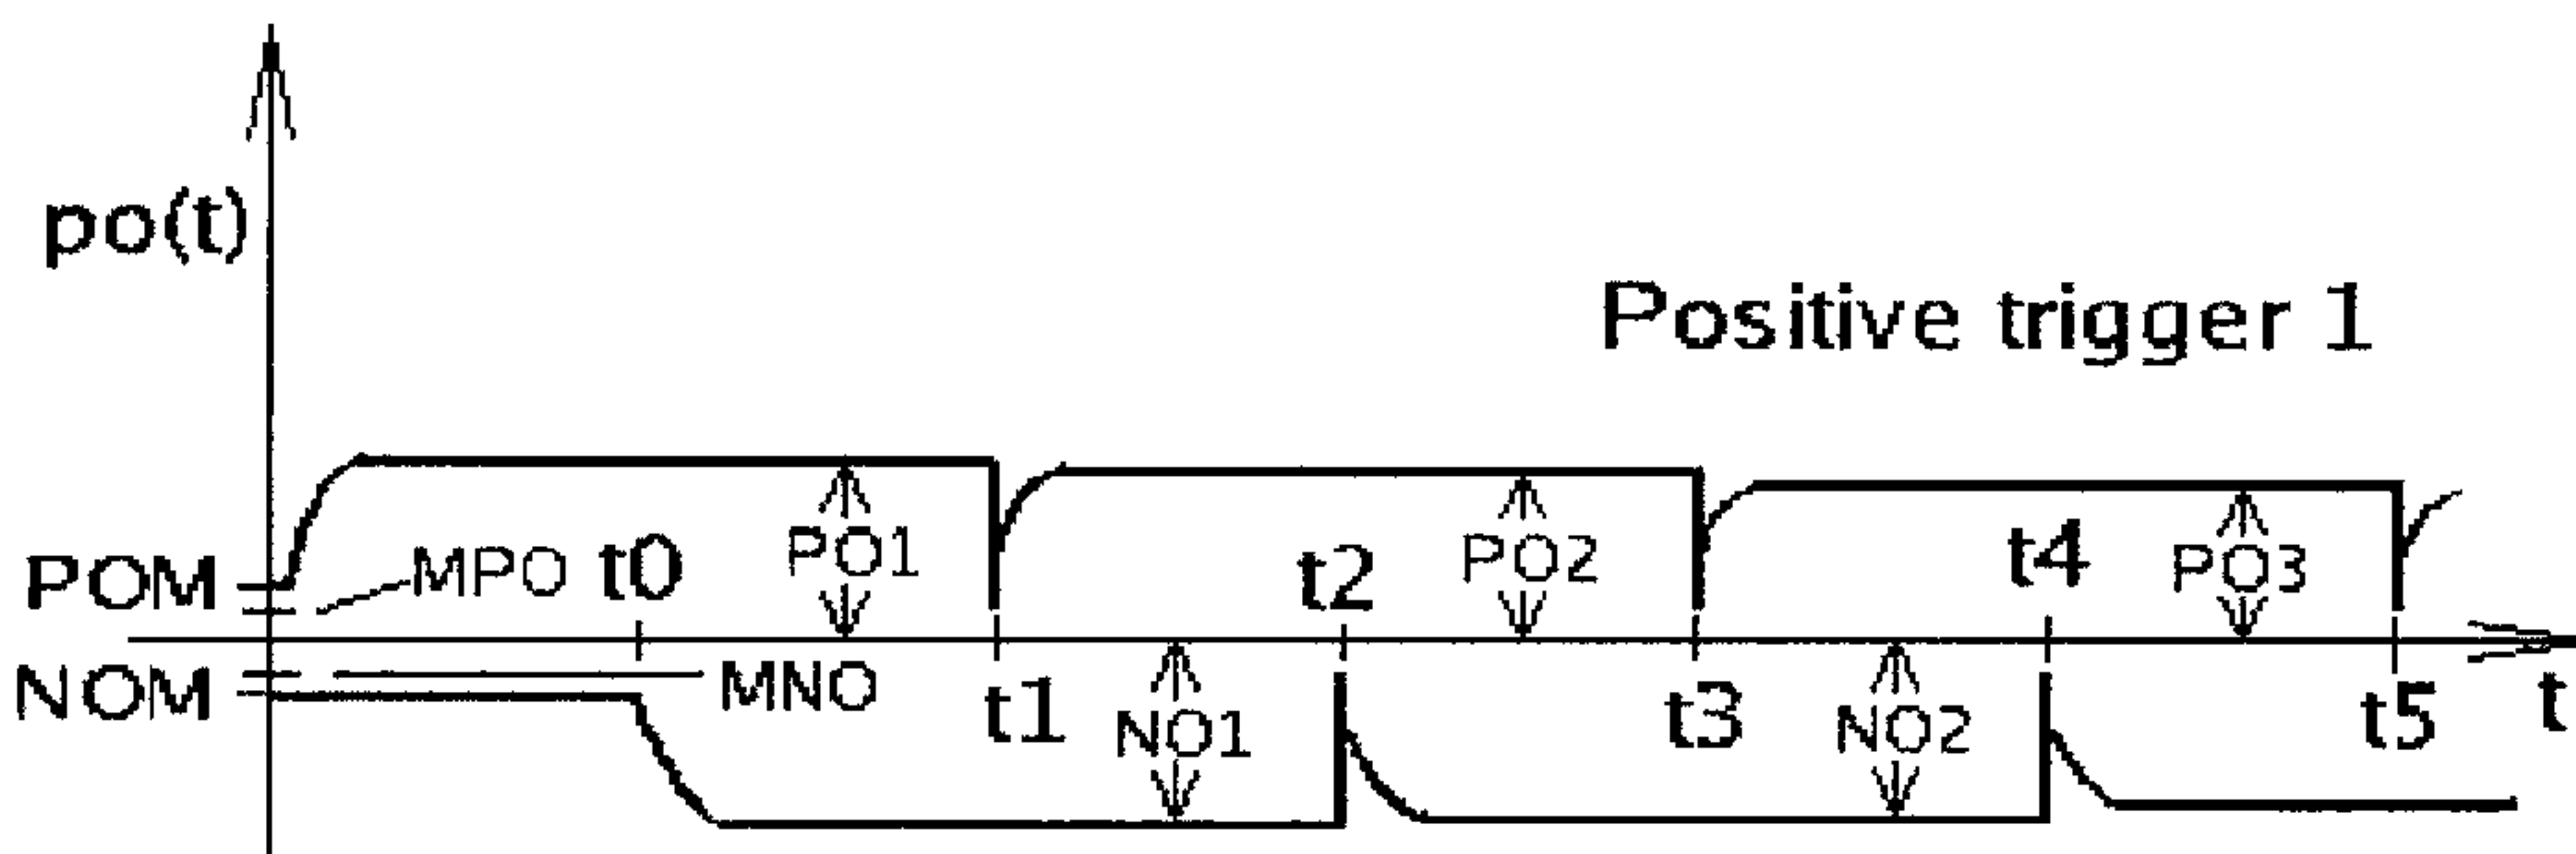 po(t)
Positive trigger 1
POM
MPO
t0
PO1
t2
PO2
t4
PO3
NOM
MNO
t1
NO1
t3
NO2
t5
t